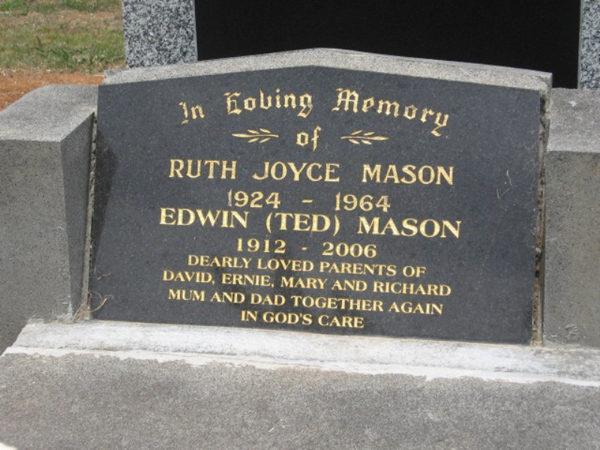 In Loving Memory
of
RUTH JOYCE MASON
1924 - 1964
EDWIN (TED) MASON
1912 - 2006
DEARLY LOVED PARENTS OF
DAVID, ERNIE, MARY AND RICHARD
MUM AND DAD TOGETHER AGAIN
IN GOD'S CARE